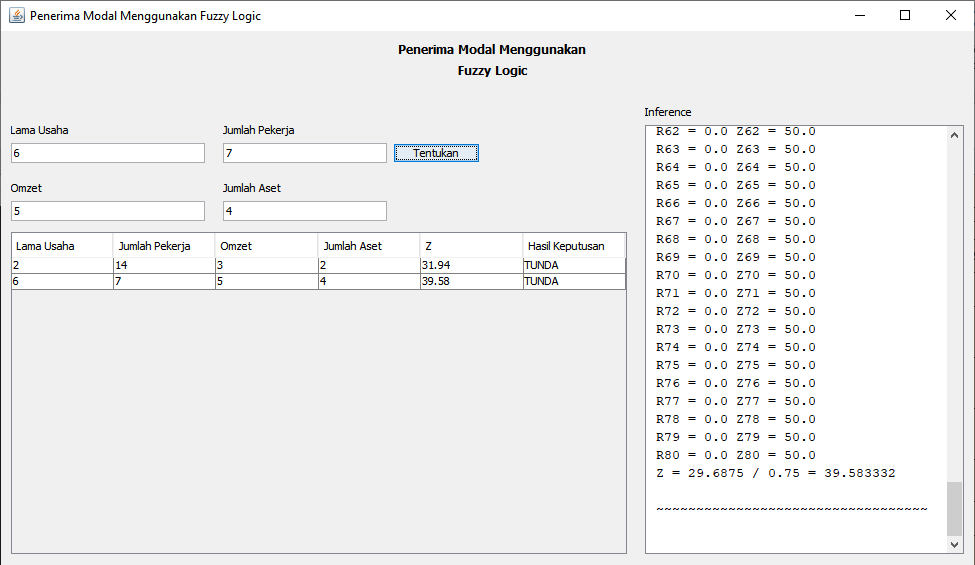 Penerima Modal Menggunakan Fuzzy Logic
Penerima Modal Menggunakan
Fuzzy Logic
Lama Usaha
Jumlah Pekerja
6
7
Tentukan
Omzet
Jumlah Aset
5
4
Lama Usaha Jumlah Pekerja Omzet Jumlah Aset Z Hasil Keputusan
2 14 3 2 31.94 TUNDA
6 7 5 4 39.58 TUNDA
Inference
R62 = 0.0 Z62 = 50.0
R63 = 0.0 Z63 = 50.0
R64 = 0.0 Z64 = 50.0
R65 = 0.0 Z65 = 50.0
R66 = 0.0 Z66 = 50.0
R67 = 0.0 Z67 = 50.0
R68 = 0.0 Z68 = 50.0
R69 = 0.0 Z69 = 50.0
R70 = 0.0 Z70 = 50.0
R71 = 0.0 Z71 = 50.0
R72 = 0.0 Z72 = 50.0
R73 = 0.0 Z73 = 50.0
R74 = 0.0 Z74 = 50.0
R75 = 0.0 Z75 = 50.0
R76 = 0.0 Z76 = 50.0
R77 = 0.0 Z77 = 50.0
R78 = 0.0 Z78 = 50.0
R79 = 0.0 Z79 = 50.0
R80 = 0.0 Z80 = 50.0
Z = 29.6875 / 0.75 = 39.583332
~~~~~~~~~~~~~~~~~~~~~~~~~~~~~~~~~~